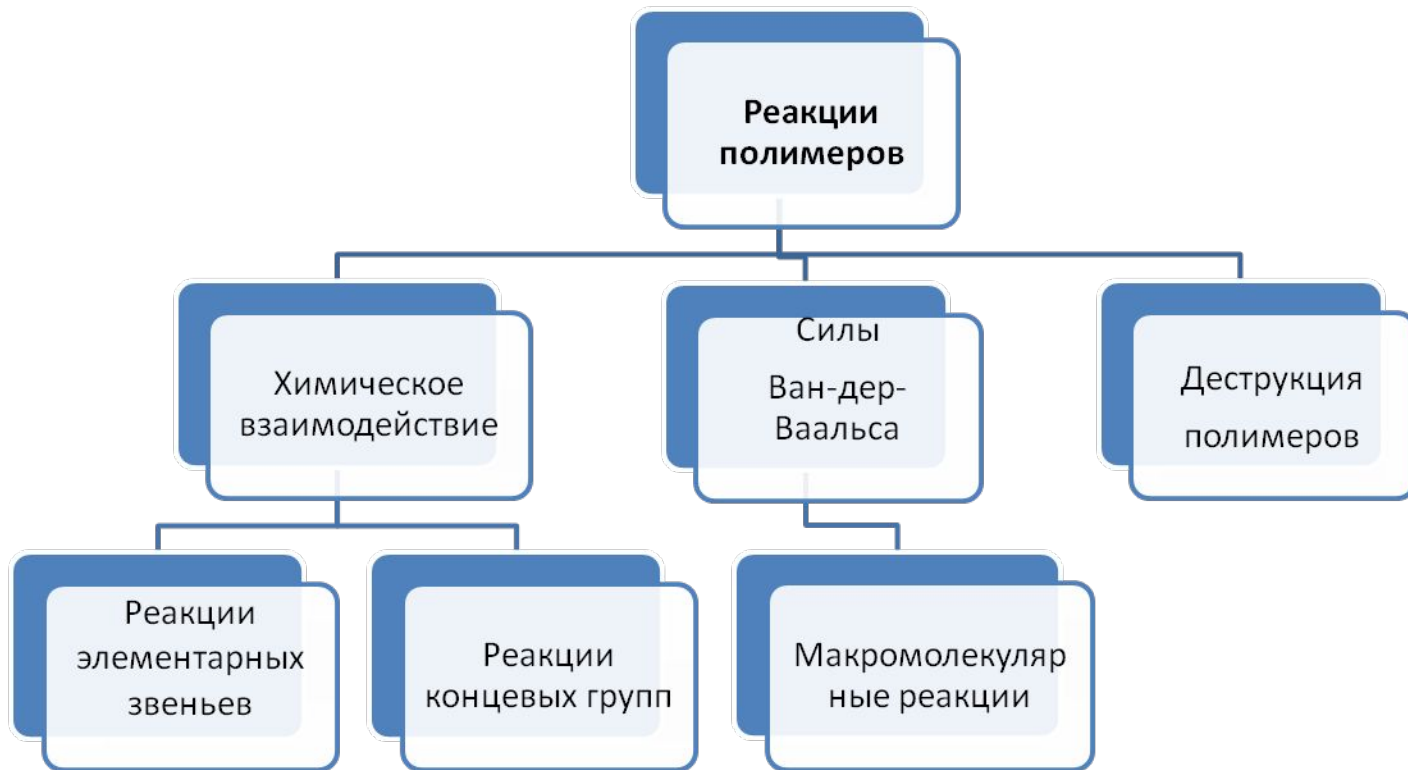 Реакции
полимеров
Химическое
взаимодействие
Силы
Ван-дер-
Ваальса
Деструкция
полимеров
Реакции
элементарных
звеньев
Реакции
концевых групп
Макромолекуляр
ные реакции